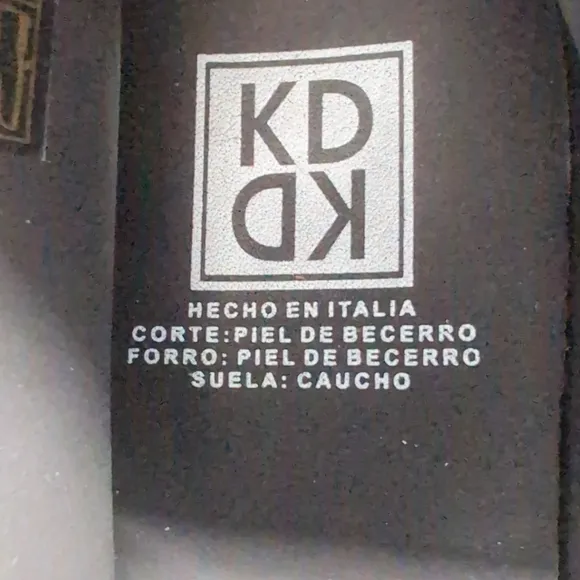 KD
KD
HECHO EN ITALIA
CORTE:PIEL DE BECERRO
FORRO: PIEL DE BECERRO
SUELA: CAUCHO